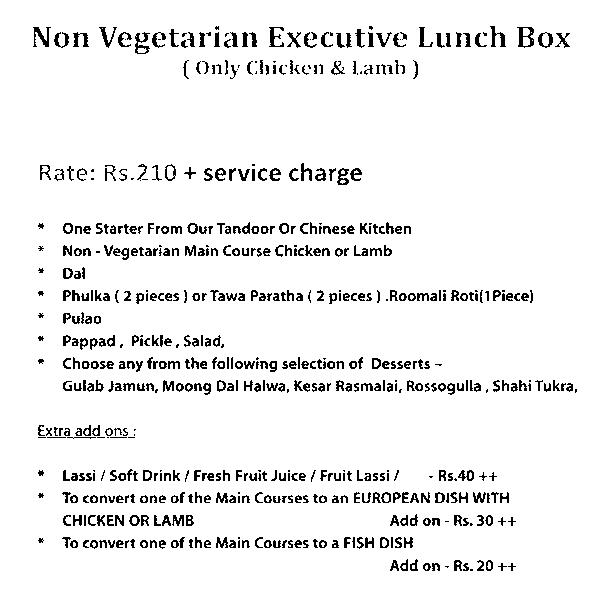 Non Vegetarian Executive Lunch Box
( Only Chicken & Lamb )
Rate: Rs.210 + service charge
* One Starter From Our Tandoor Or Chinese Kitchen
* Non - Vegetarian Main Course Chicken or Lamb
* Dal
* Phulka ( 2 pieces ) or Tawa Paratha ( 2 pieces ) .Roomali Roti(1Piece)
* Pulao
* Pappad , Pickle , Salad,
* Choose any from the following selection of Desserts ~
Gulab Jamun, Moong Dal Halwa, Kesar Rasmalai, Rossogulla , Shahi Tukra,
Extra add ons :
* Lassi / Soft Drink / Fresh Fruit Juice / Fruit Lassi / - Rs.40 ++
* To convert one of the Main Courses to an EUROPEAN DISH WITH
CHICKEN OR LAMB Add on - Rs. 30 ++
* To convert one of the Main Courses to a FISH DISH
Add on - Rs. 20 ++